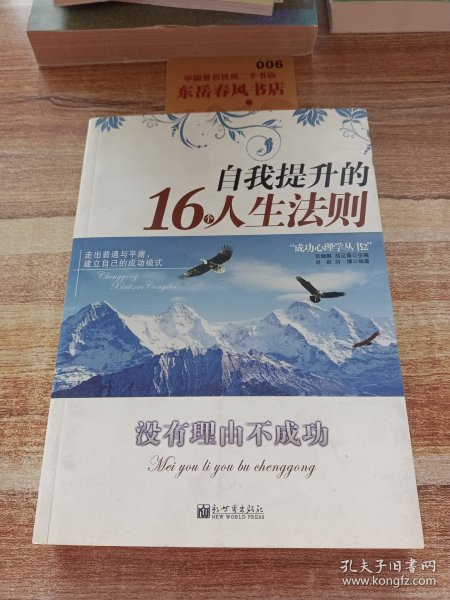 006
中国著名优质二手书店
东岳春风书店
自我提升的
16个人生法则
“成功心理学丛书”
走出普通与平庸，
建立自己的成功模式
Chenggong
Xinlixue Congshu
没有理由不成功
Mei you li you bu chenggong
新世界出版社
NEW WORLD PRESS
孔夫子旧书网
www.kongfz.com